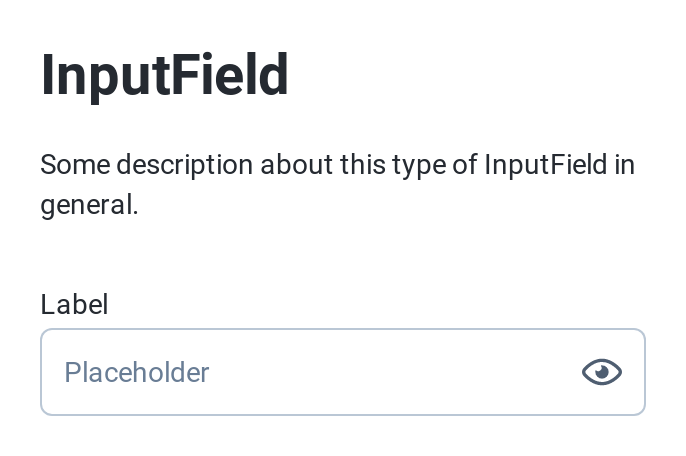 InputField
Some description about this type of InputField in
general.
Label
Placeholder